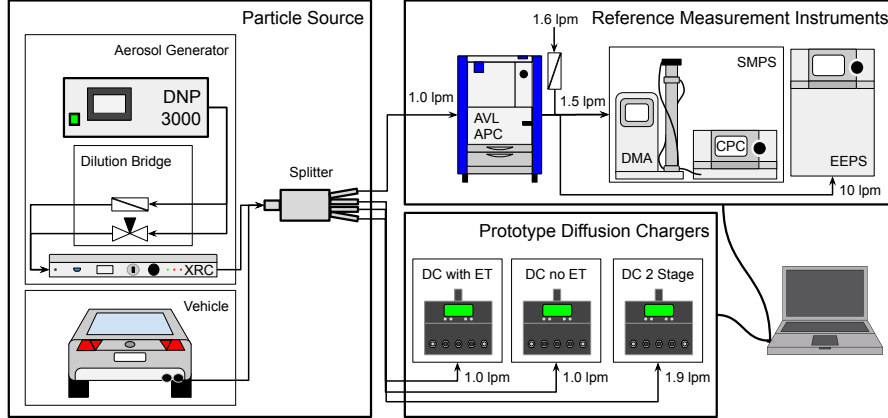 Particle Source
Aerosol Generator
DNP
3000
Dilution Bridge
XRC
Vehicle
Splitter
Reference Measurement Instruments
1.6 lpm
1.0 lpm
AVL
APC
1.5 lpm
SMPS
DMA
CPC
EEPS
10 lpm
Prototype Diffusion Chargers
DC with ET
DC no ET
DC 2 Stage
1.0 lpm
1.0 lpm
1.9 lpm